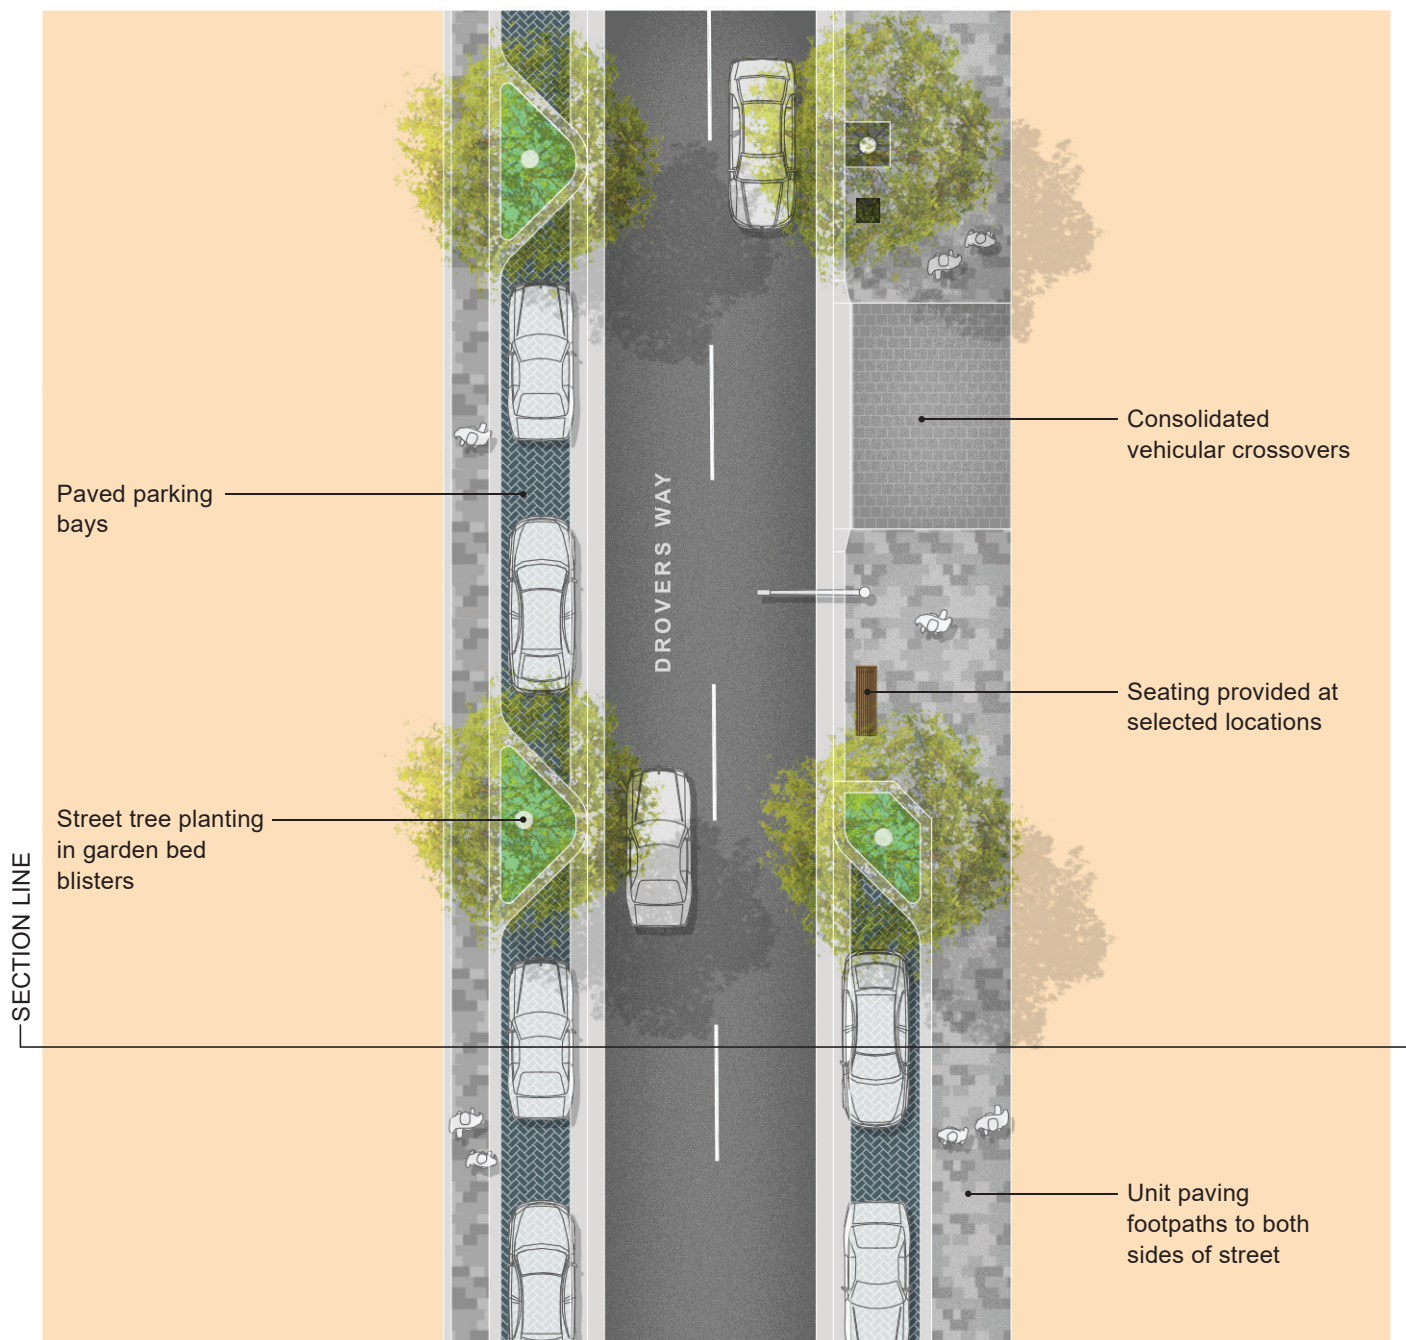 Consolidated
vehicular crossovers
Paved parking
bays
DROVERS WAY
Seating provided at
selected locations
Street tree planting
in garden bed
blisters
SECTION LINE
Unit paving
footpaths to both
sides of street